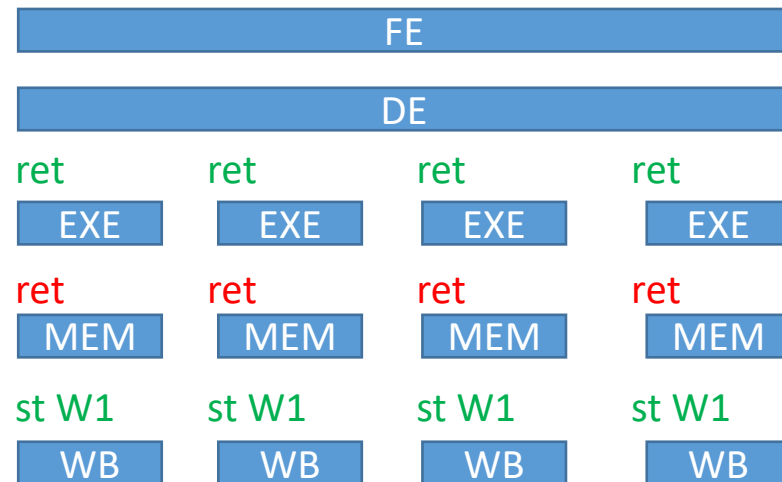 FE
DE
ret ret ret ret
EXE EXE EXE EXE
ret ret ret ret
MEM MEM MEM MEM
st W1 st W1 st W1 st W1
WB WB WB WB